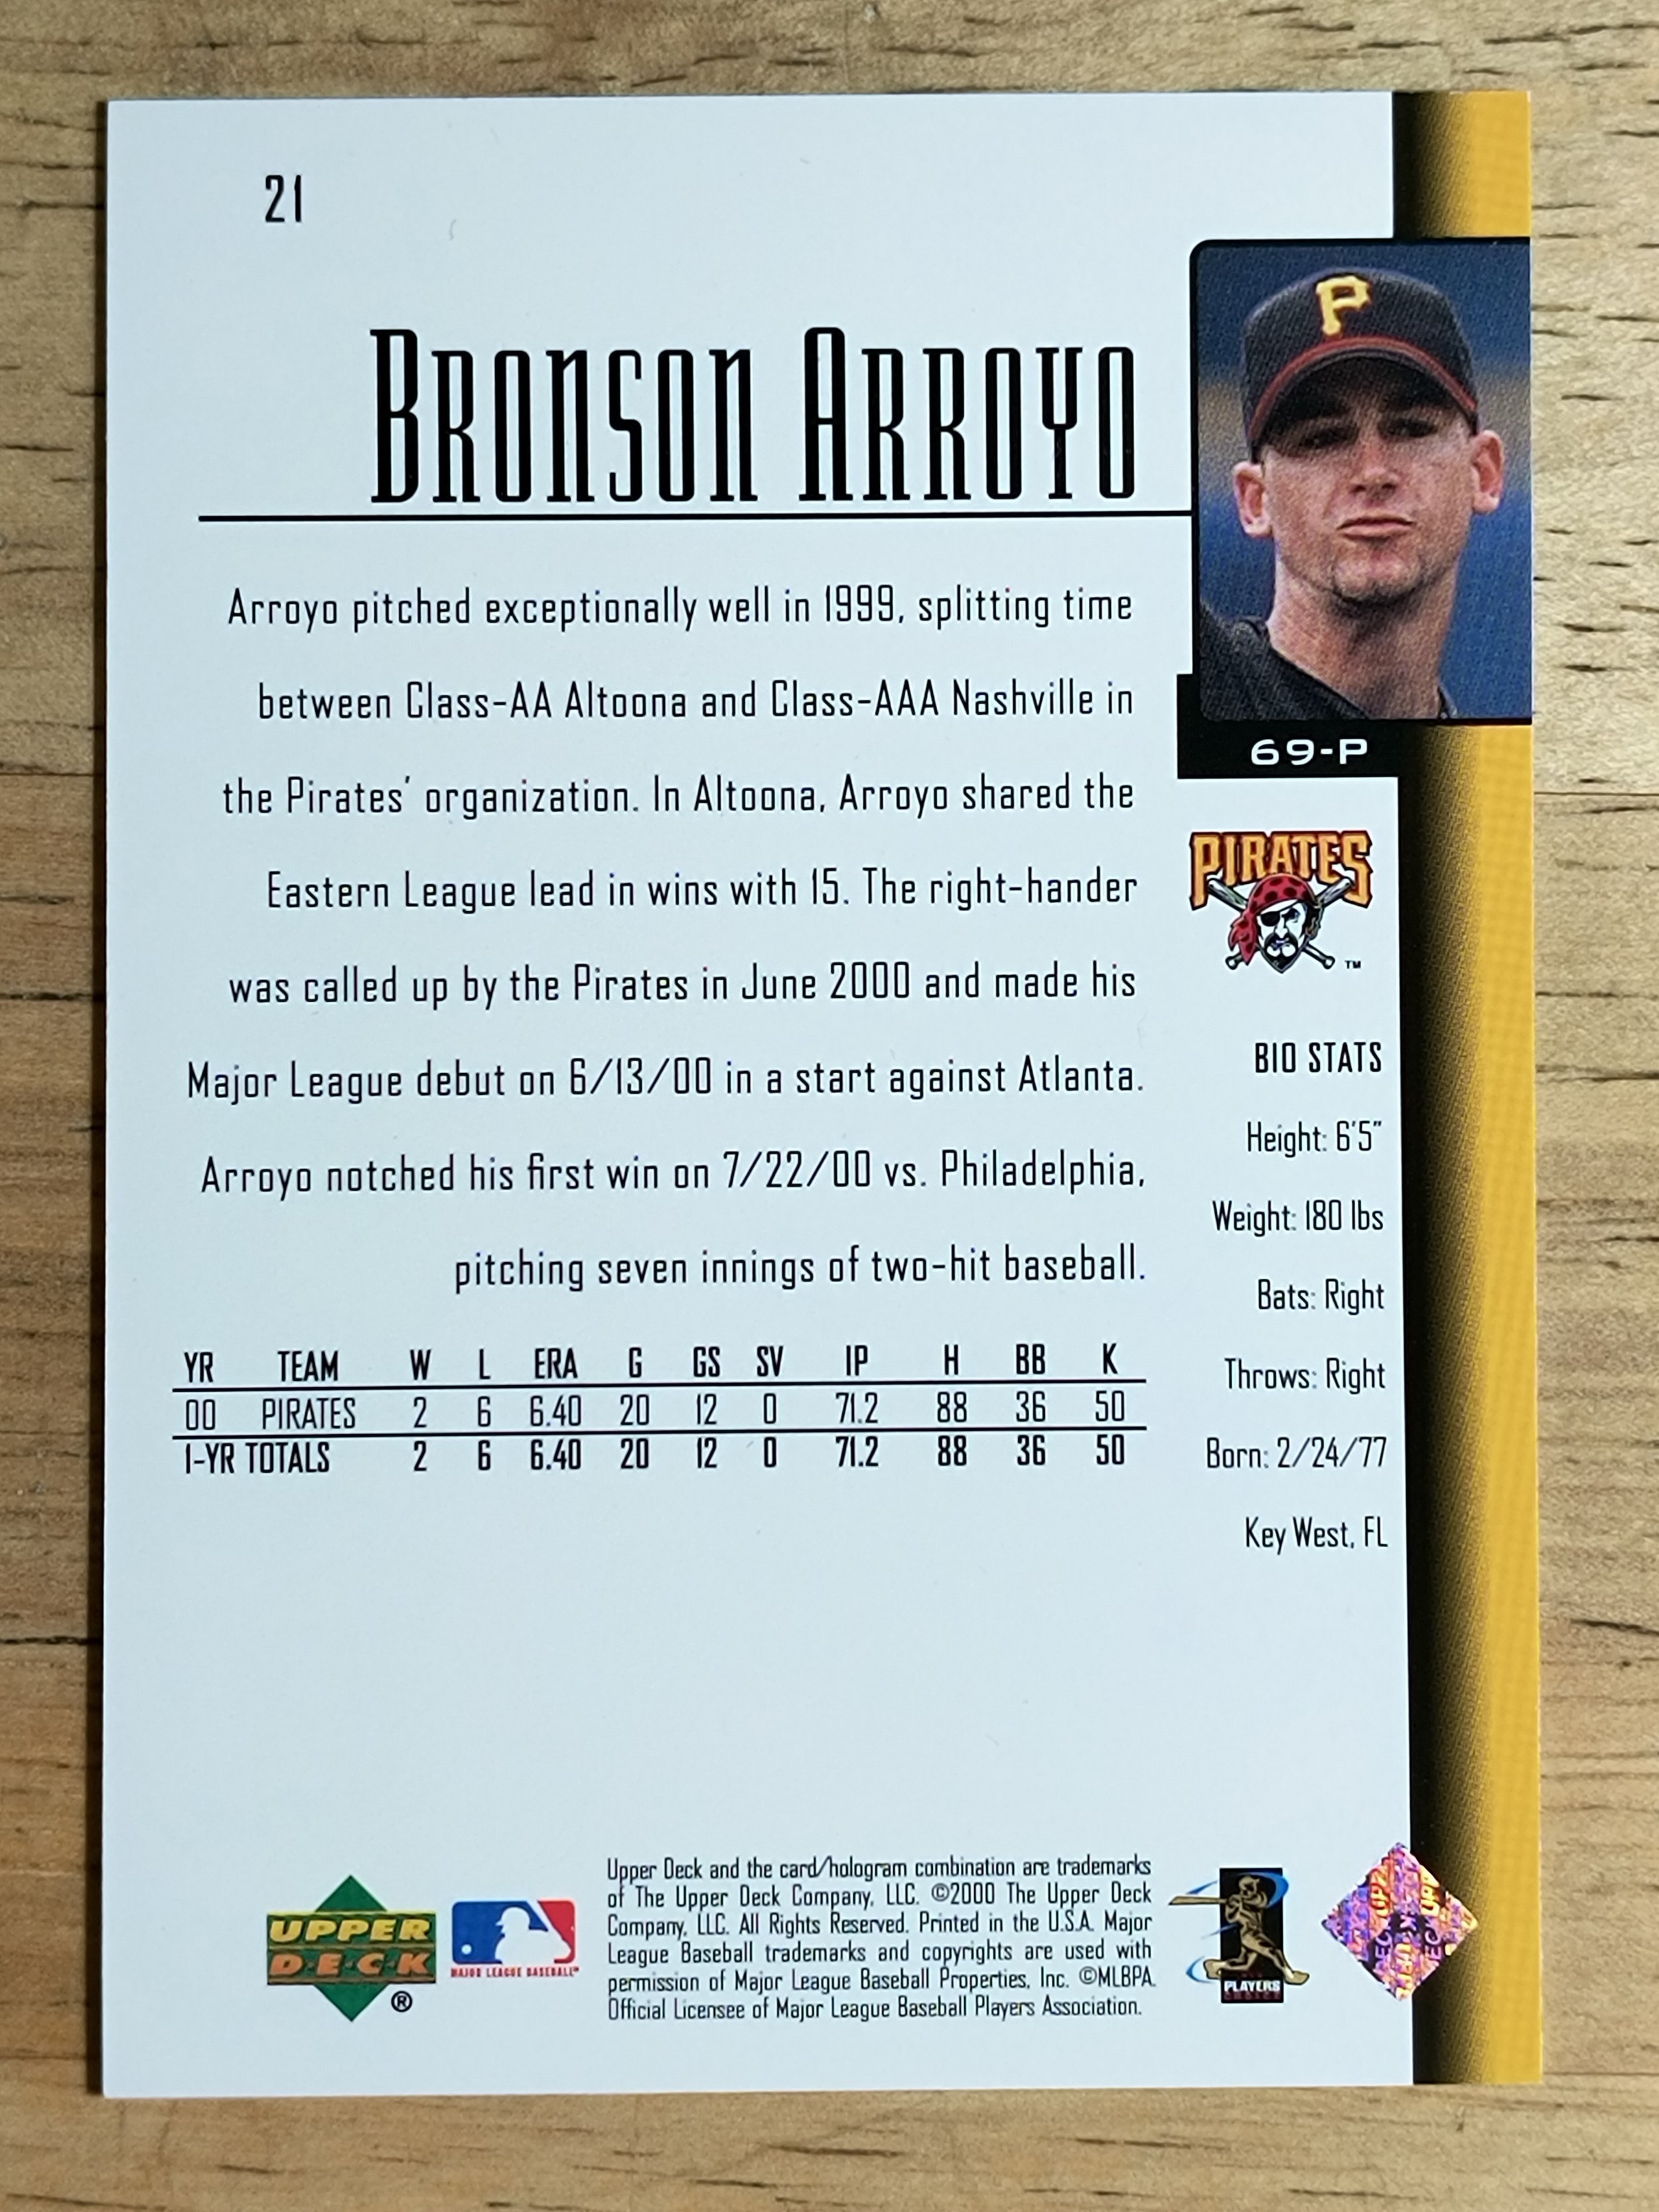 21
P
BRONSON ARROYO
Arroyo pitched exceptionally well in 1999, splitting time
between Class-AA Altoona and Class-AAA Nashville in
the Pirates' organization. In Altoona, Arroyo shared the
Eastern League lead in wins with 15. The right-hander
was called up by the Pirates in June 2000 and made his
Major League debut on 6/13/00 in a start against Atlanta.
Arroyo notched his first win on 7/22/00 vs. Philadelphia,
pitching seven innings of two-hit baseball.
69-P
PIRATES
TM
BIO STATS
Height: 6'5"
Weight: 180 lbs
Bats: Right
Throws: Right
Born: 2/24/77
Key West, FL
YR TEAM W L ERA G GS SV IP H BB K
00 PIRATES 2 6 6.40 20 12 0 71.2 88 36 50
1-YR TOTALS 2 6 6.40 20 12 0 71.2 88 36 50
UPPER
D·E·C·K
®
MAJOR LEAGUE BASEBALL
Upper Deck and the card/hologram combination are trademarks
of The Upper Deck Company, LLC. ©2000 The Upper Deck
Company, LLC. All Rights Reserved. Printed in the U.S.A. Major
League Baseball trademarks and copyrights are used with
permission of Major League Baseball Properties, Inc. ©MLBPA.
Official Licensee of Major League Baseball Players Association.
PLAYERS
CHOICE